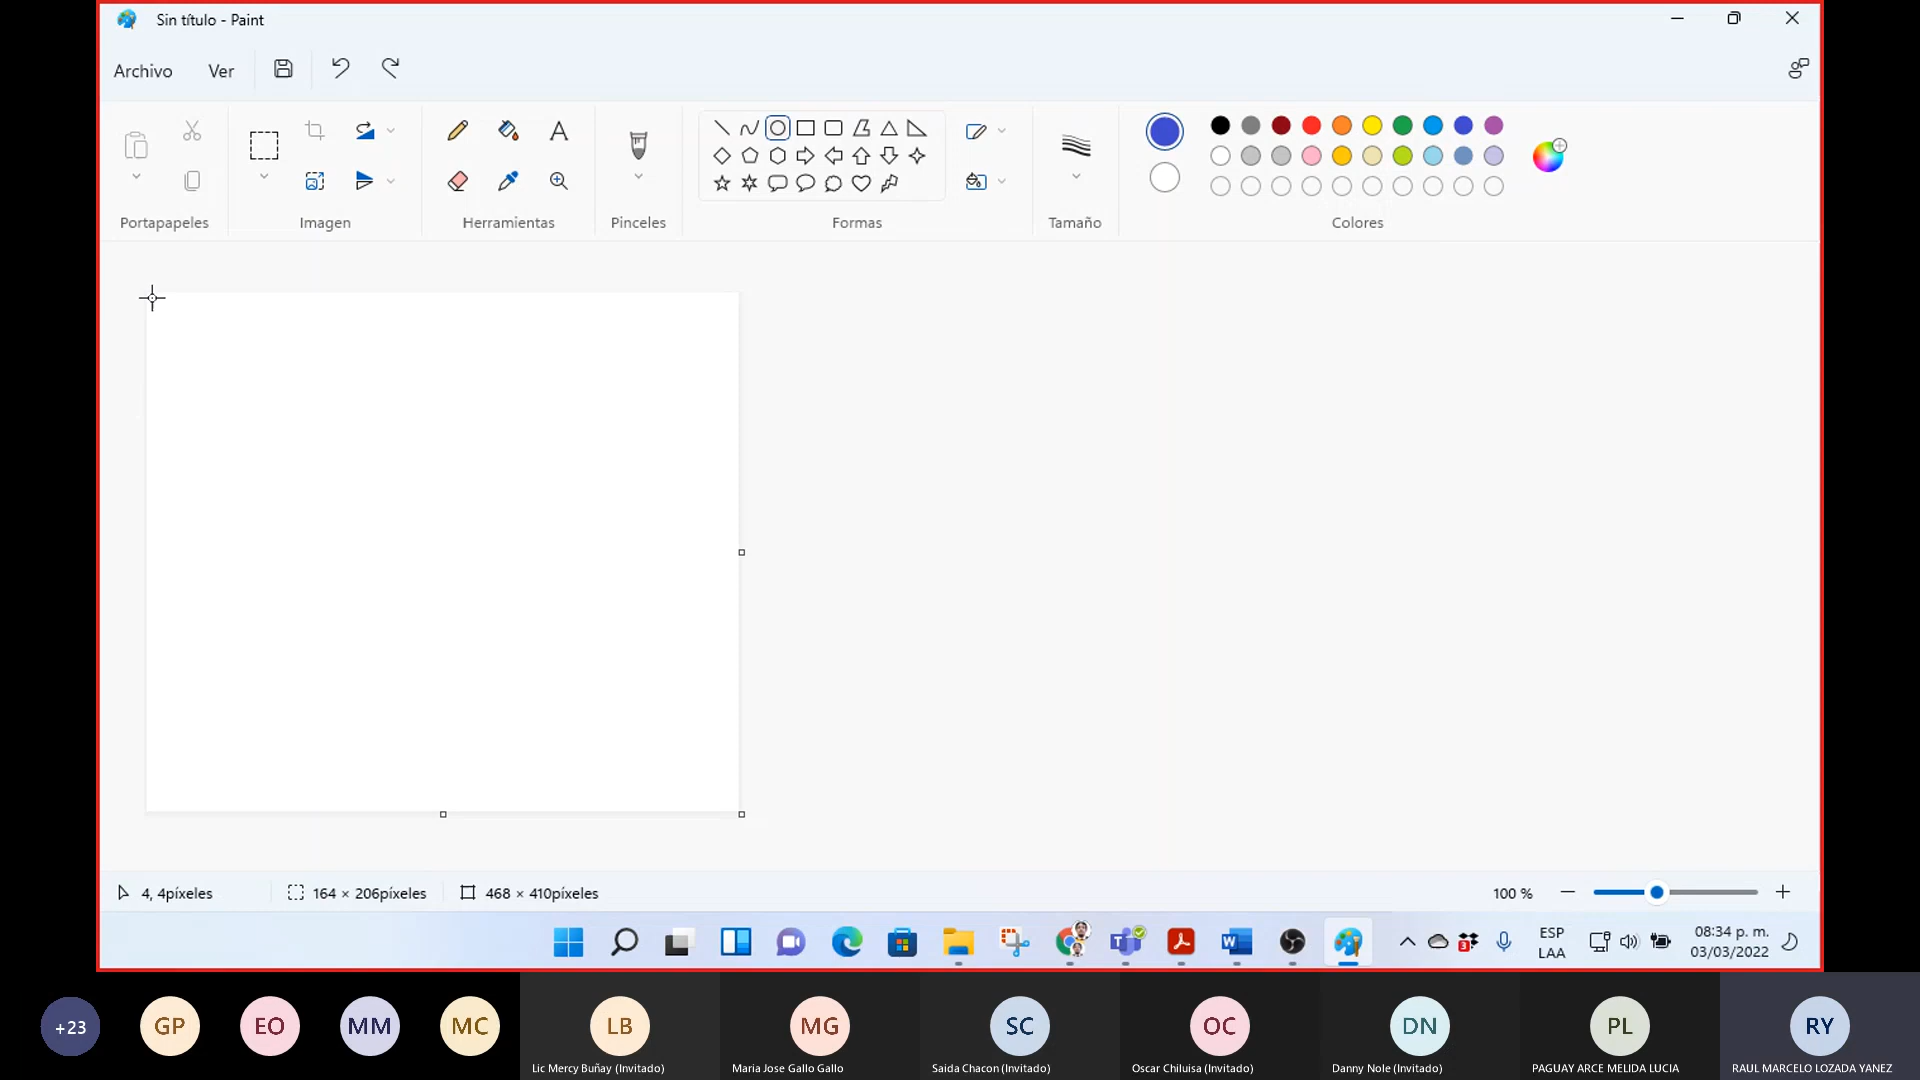 Sin título - Paint
Archivo Ver
Portapapeles Imagen Herramientas Pinceles Formas Tamaño Colores
4, 4píxeles 164 × 206píxeles 468 × 410píxeles 100 %
ESP 08:34 p. m.
LAA 03/03/2022
+23 GP EO MM MC LB MG SC OC DN PL RY
Lic Mercy Buñay (Invitado) Maria Jose Gallo Gallo Saida Chacon (Invitado) Oscar Chiluisa (Invitado) Danny Nole (Invitado) PAGUAY ARCE MELIDA LUCIA RAUL MARCELO LOZADA YANEZ